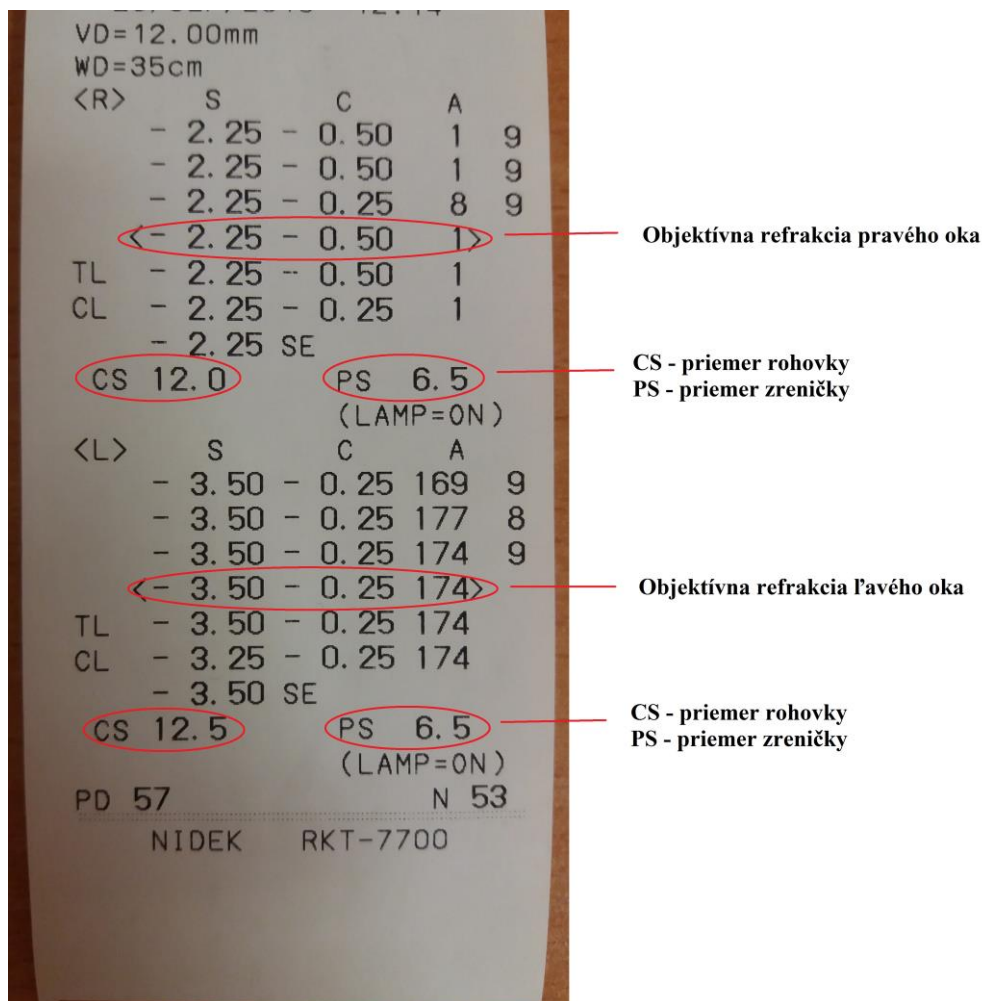 VD=12.00mm
WD=35cm
<R> S C A
- 2.25 - 0.50 1 9
- 2.25 - 0.50 1 9
- 2.25 - 0.25 8 9
<- 2.25 - 0.50 1>
Objektívna refrakcia pravého oka
TL - 2.25 - 0.50 1
CL - 2.25 - 0.25 1
- 2.25 SE
CS 12.0 PS 6.5
CS - priemer rohovky
PS - priemer zreničky
(LAMP=ON)
<L> S C A
- 3.50 - 0.25 169 9
- 3.50 - 0.25 177 8
- 3.50 - 0.25 174 9
<- 3.50 - 0.25 174>
Objektívna refrakcia ľavého oka
TL - 3.50 - 0.25 174
CL - 3.25 - 0.25 174
- 3.50 SE
CS 12.5 PS 6.5
CS - priemer rohovky
PS - priemer zreničky
(LAMP=ON)
PD 57 N 53
NIDEK RKT-7700